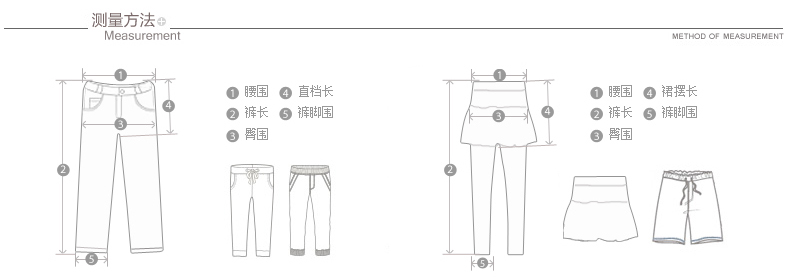 测量方法
Measurement
METHOD OF MEASUREMENT
1 腰围 4 直档长
2 裤长 5 裤脚围
3 臀围
1 腰围 4 裙摆长
2 裤长 5 裤脚围
3 臀围
1
4
3
2
5
1
3
4
2
5